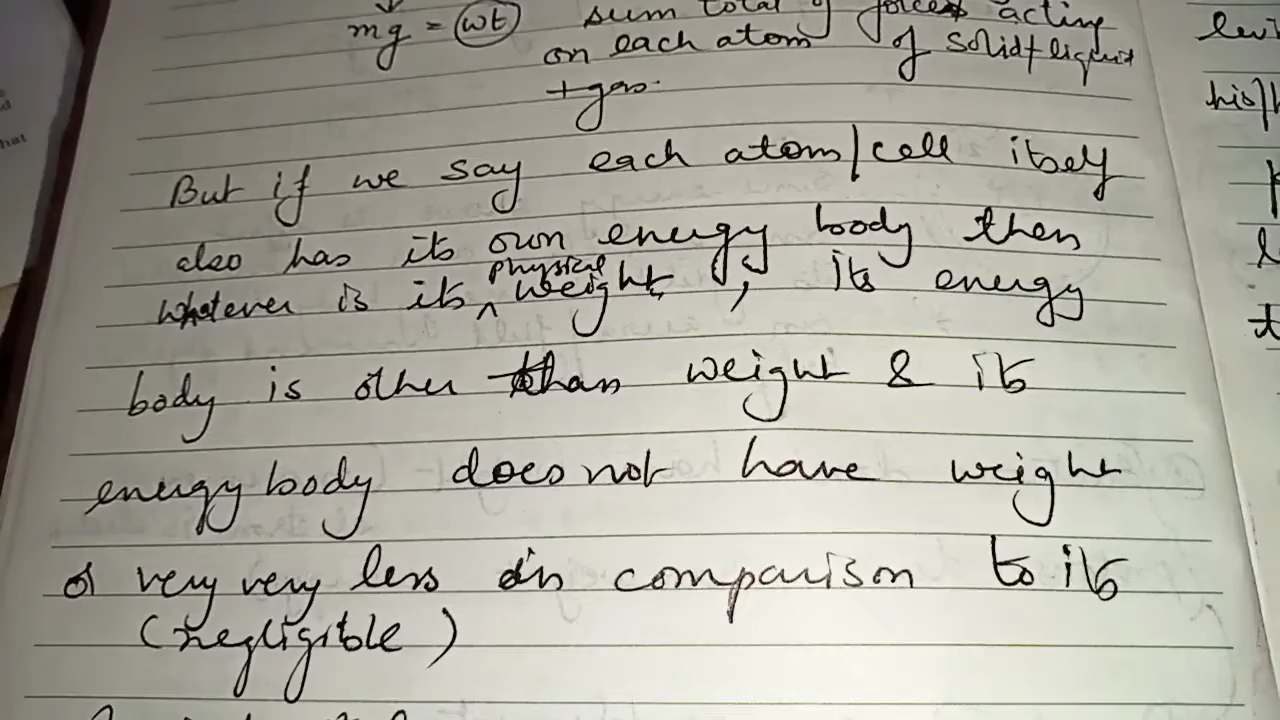 mg = wt sum total of forces acting
on each atom of solid+liquid
+gas.
But if we say each atom/cell itself
also has its own energy body then
whatever is its physical weight, its energy
body is other than weight & its
energy body does not have weight
or very very less in comparison to its
(negligible)
his/h